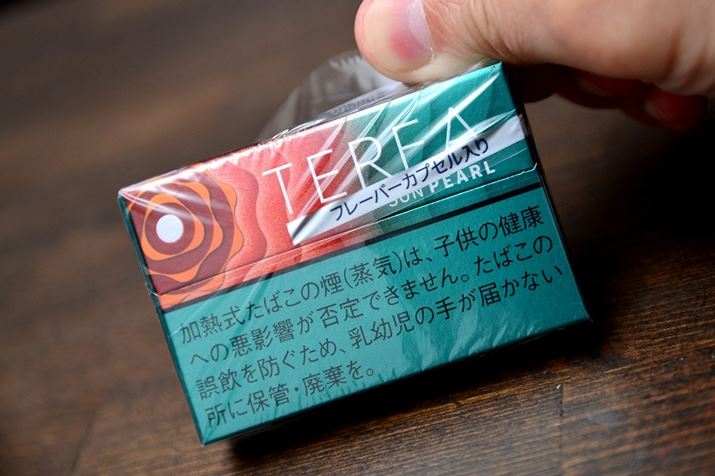 TEREA
フレーバーカプセル入り
SUN PEARL
加熱式たばこの煙(蒸気)は、子供の健康
への悪影響が否定できません。たばこの
誤飲を防ぐため、乳幼児の手が届かない
所に保管・廃棄を。